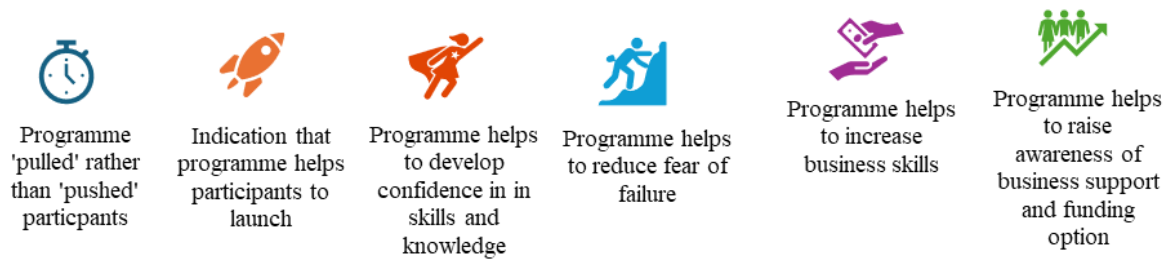 Programme
'pulled' rather
than 'pushed'
particpants
Indication that
programme helps
participants to
launch
Programme helps
to develop
confidence in in
skills and
knowledge
Programme helps
to reduce fear of
failure
Programme helps
to increase
business skills
Programme helps
to raise
awareness of
business support
and funding
option